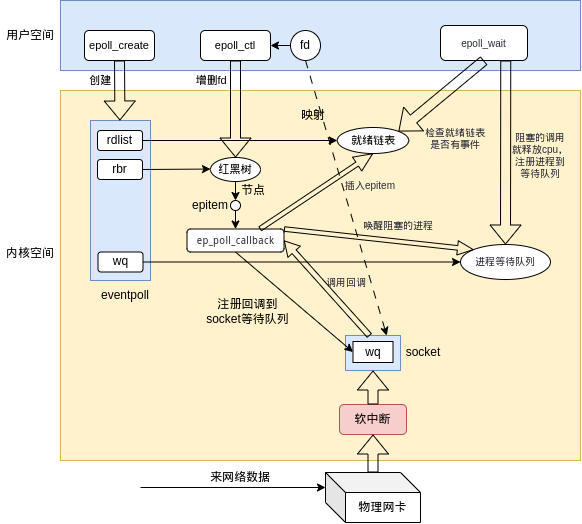 用户空间
epoll_create
epoll_ctl
fd
epoll_wait
创建
增删fd
映射
rdlist
rbr
wq
eventpoll
红黑树
节点
epitem
ep_poll_callback
就绪链表
插入epitem
检查就绪链表
是否有事件
阻塞的调用
就释放cpu，
注册进程到
等待队列
唤醒阻塞的进程
进程等待队列
内核空间
调用回调
注册回调到
socket等待队列
wq
socket
软中断
来网络数据
物理网卡